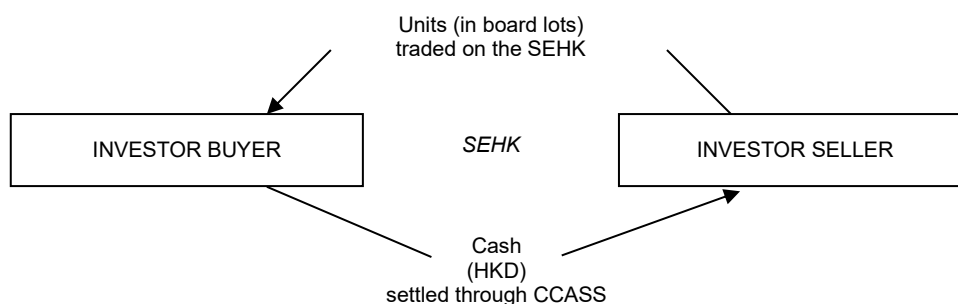 Units (in board lots)
traded on the SEHK
INVESTOR BUYER
SEHK
INVESTOR SELLER
Cash
(HKD)
settled through CCASS